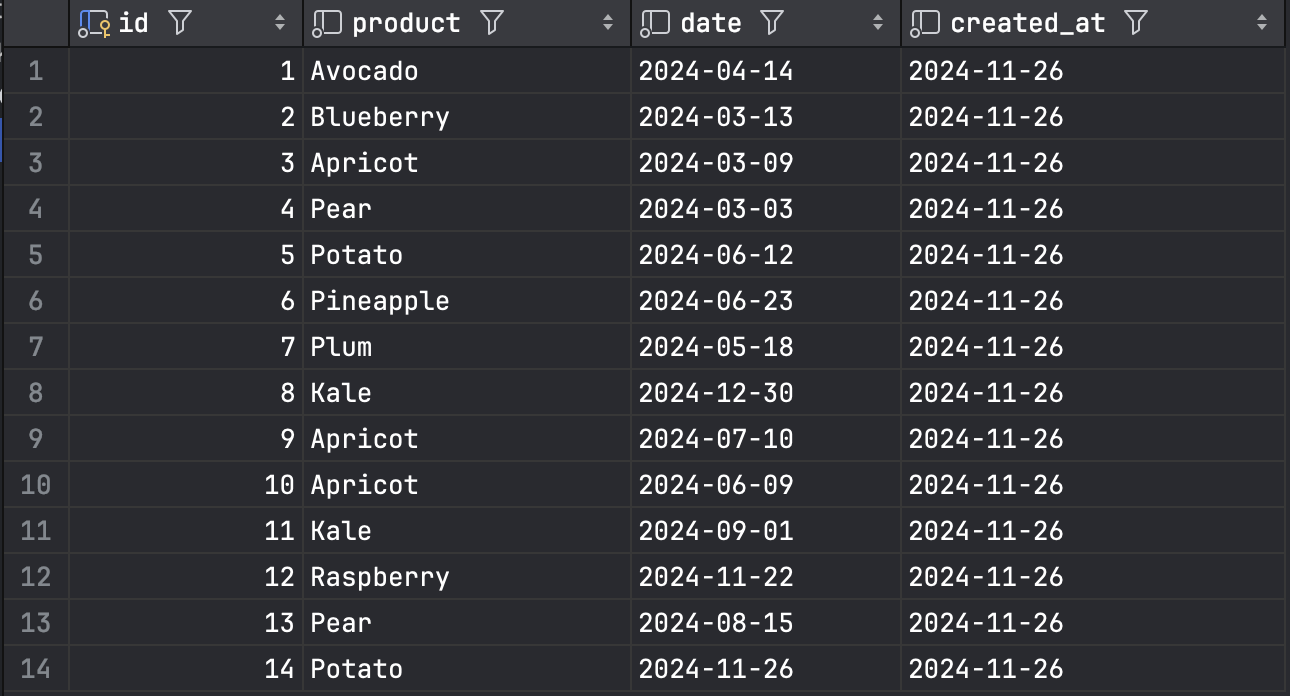 id product date created_at
1 1 Avocado 2024-04-14 2024-11-26
2 2 Blueberry 2024-03-13 2024-11-26
3 3 Apricot 2024-03-09 2024-11-26
4 4 Pear 2024-03-03 2024-11-26
5 5 Potato 2024-06-12 2024-11-26
6 6 Pineapple 2024-06-23 2024-11-26
7 7 Plum 2024-05-18 2024-11-26
8 8 Kale 2024-12-30 2024-11-26
9 9 Apricot 2024-07-10 2024-11-26
10 10 Apricot 2024-06-09 2024-11-26
11 11 Kale 2024-09-01 2024-11-26
12 12 Raspberry 2024-11-22 2024-11-26
13 13 Pear 2024-08-15 2024-11-26
14 14 Potato 2024-11-26 2024-11-26